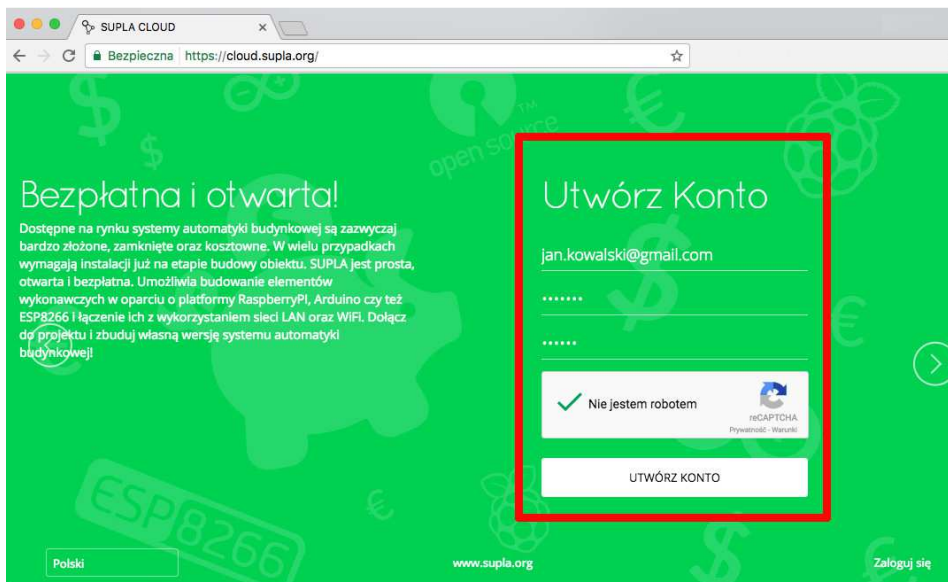 SUPLA CLOUD
Bezpieczna https://cloud.supla.org/
open source
TM
Bezpłatna i otwarta!
Dostępne na rynku systemy automatyki budynkowej są zazwyczaj
bardzo złożone, zamknięte oraz kosztowne. W wielu przypadkach
wymagają instalacji już na etapie budowy obiektu. SUPLA jest prosta,
otwarta i bezpłatna. Umożliwia budowanie elementów
wykonawczych w oparciu o platformy RaspberryPI, Arduino czy też
ESP8266 i łączenie ich z wykorzystaniem sieci LAN oraz WIFI. Dołącz
do projektu i zbuduj własną wersję systemu automatyki
budynkowej!
Utwórz Konto
jan.kowalski@gmail.com
•••••••
••••••
Nie jestem robotem
reCAPTCHA
Prywatność - Warunki
UTWÓRZ KONTO
ESP8266
Polski
www.supla.org
Zaloguj się